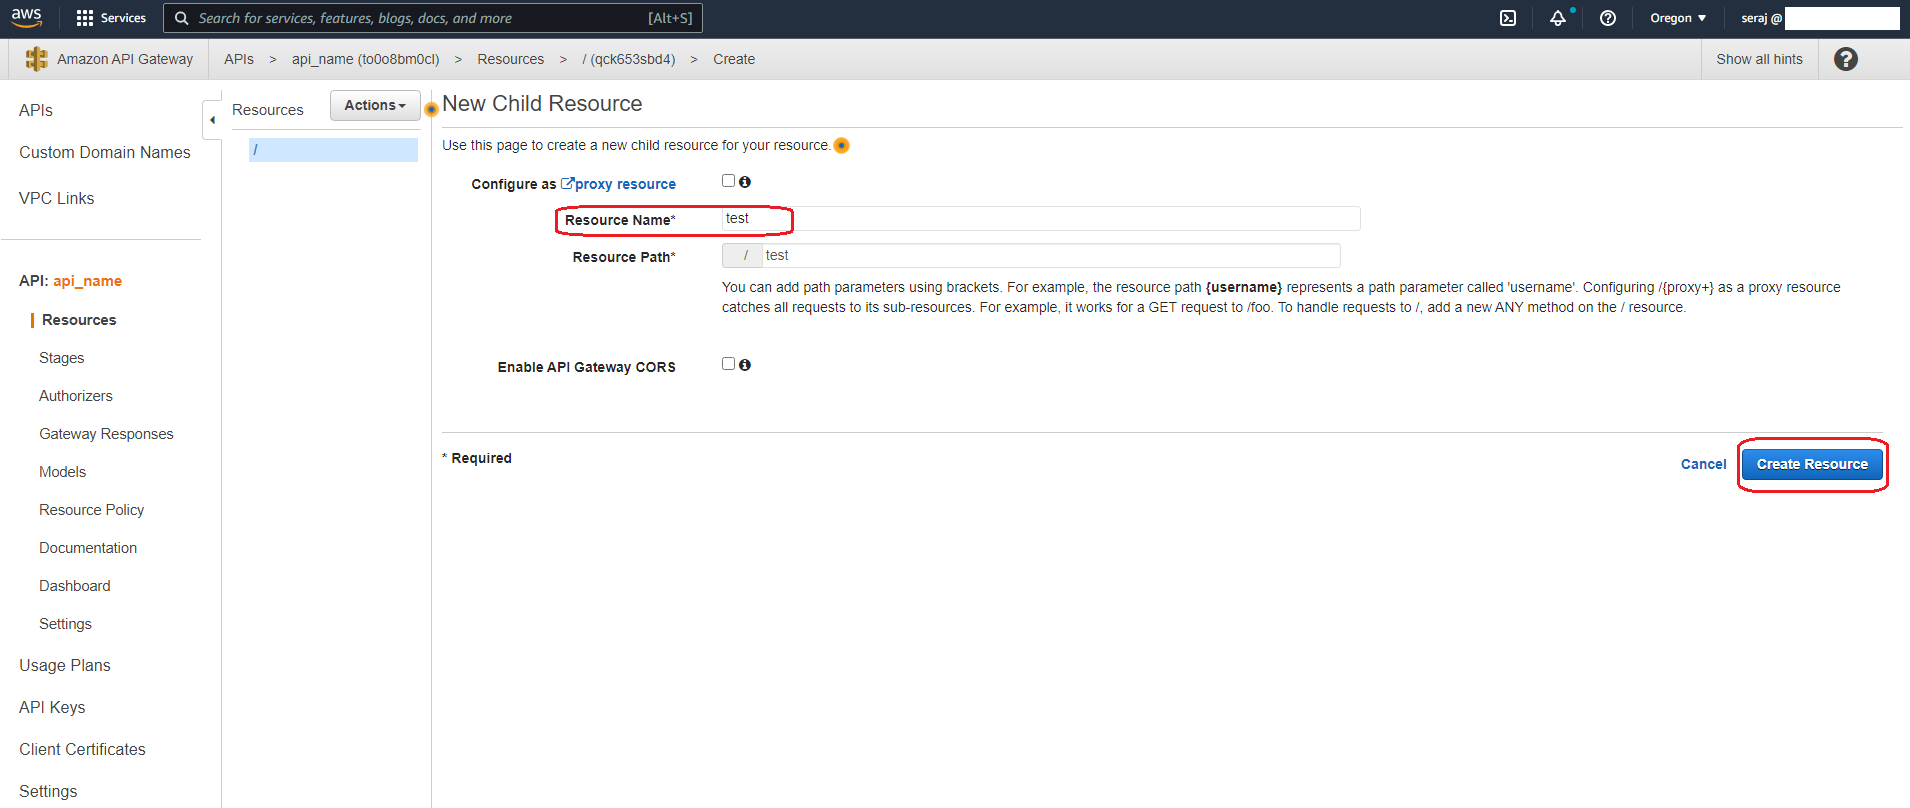 aws Services Search for services, features, blogs, docs, and more [Alt+S] Oregon ▼ seraj @
Amazon API Gateway APIs > api_name (to0o8bm0cl) > Resources > / (qck653sbd4) > Create Show all hints ?
APIs
Custom Domain Names
VPC Links
API: api_name
Resources
Stages
Authorizers
Gateway Responses
Models
Resource Policy
Documentation
Dashboard
Settings
Usage Plans
API Keys
Client Certificates
Settings
Resources Actions
/
New Child Resource
Use this page to create a new child resource for your resource.
Configure as proxy resource
Resource Name* test
Resource Path* / test
You can add path parameters using brackets. For example, the resource path {username} represents a path parameter called 'username'. Configuring /{proxy+} as a proxy resource
catches all requests to its sub-resources. For example, it works for a GET request to /foo. To handle requests to /, add a new ANY method on the / resource.
Enable API Gateway CORS
* Required
Cancel Create Resource